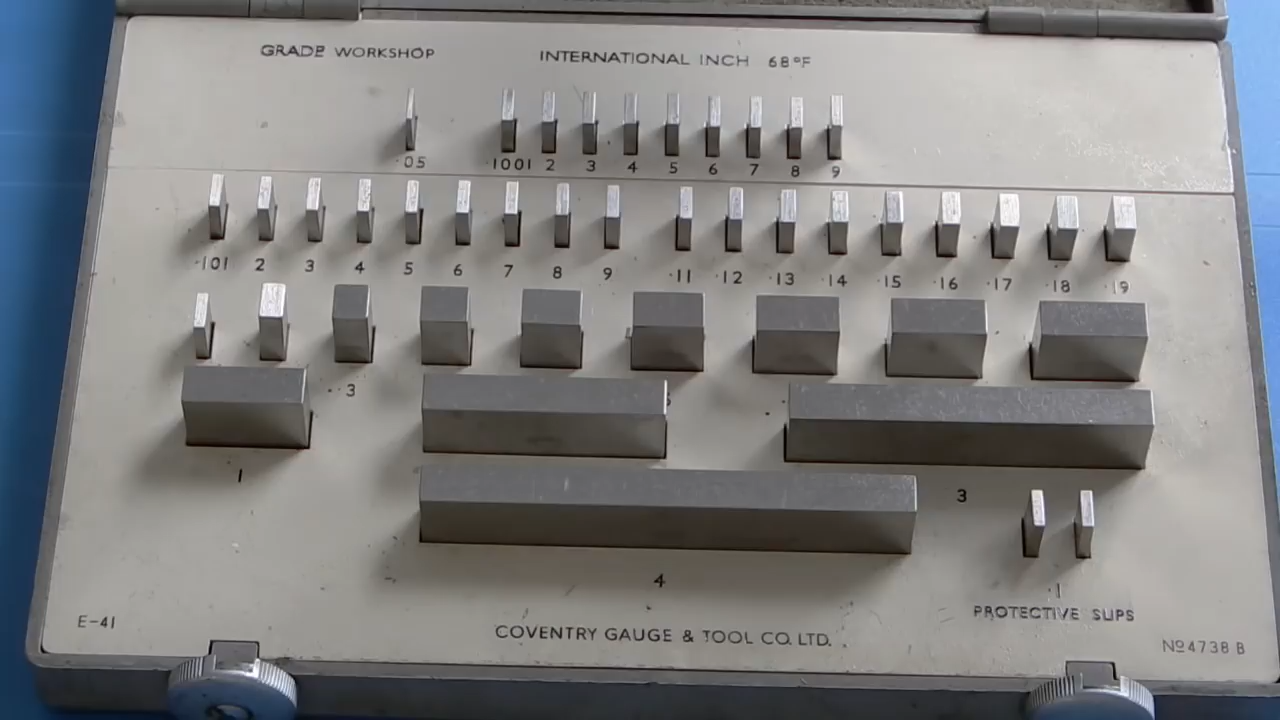 GRADE WORKSHOP INTERNATIONAL INCH 68°F
·05 ·1001 2 3 4 5 6 7 8 9
·101 2 3 4 5 6 7 8 9 ·11 ·12 ·13 ·14 ·15 ·16 ·17 ·18 ·19
·3
1
3
4
·1
PROTECTIVE SLIPS
E-41
COVENTRY GAUGE & TOOL CO. LTD.
Nº4738 B